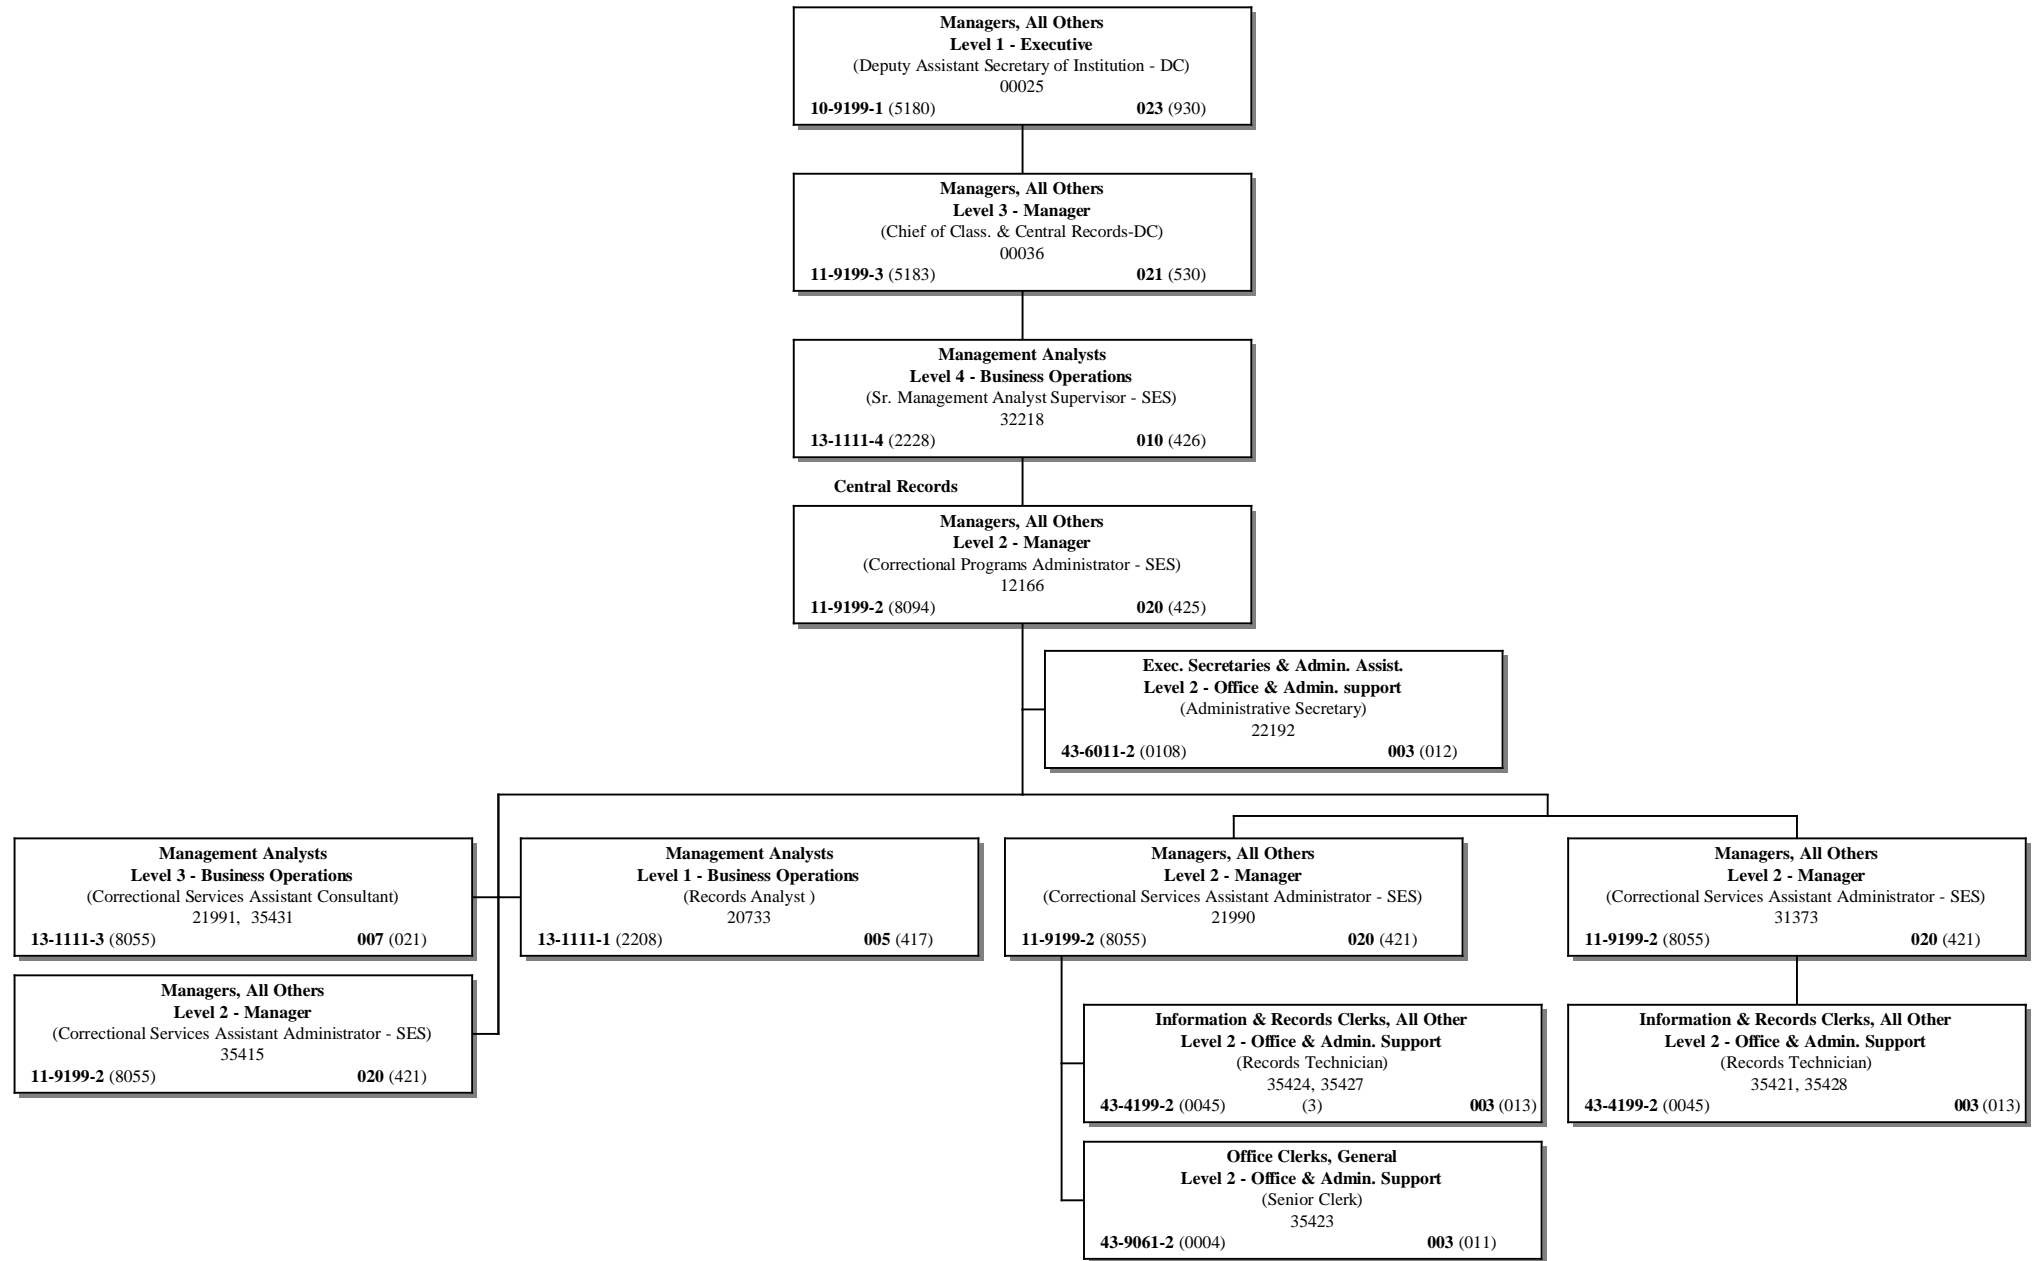 Managers, All Others
Level 1 - Executive
(Deputy Assistant Secretary of Institution - DC)
00025
10-9199-1 (5180) 023 (930)
Managers, All Others
Level 3 - Manager
(Chief of Class. & Central Records-DC)
00036
11-9199-3 (5183) 021 (530)
Management Analysts
Level 4 - Business Operations
(Sr. Management Analyst Supervisor - SES)
32218
13-1111-4 (2228) 010 (426)
Central Records
Managers, All Others
Level 2 - Manager
(Correctional Programs Administrator - SES)
12166
11-9199-2 (8094) 020 (425)
Exec. Secretaries & Admin. Assist.
Level 2 - Office & Admin. support
(Administrative Secretary)
22192
43-6011-2 (0108) 003 (012)
Management Analysts
Level 3 - Business Operations
(Correctional Services Assistant Consultant)
21991, 35431
13-1111-3 (8055) 007 (021)
Management Analysts
Level 1 - Business Operations
(Records Analyst )
20733
13-1111-1 (2208) 005 (417)
Managers, All Others
Level 2 - Manager
(Correctional Services Assistant Administrator - SES)
21990
11-9199-2 (8055) 020 (421)
Managers, All Others
Level 2 - Manager
(Correctional Services Assistant Administrator - SES)
31373
11-9199-2 (8055) 020 (421)
Managers, All Others
Level 2 - Manager
(Correctional Services Assistant Administrator - SES)
35415
11-9199-2 (8055) 020 (421)
Information & Records Clerks, All Other
Level 2 - Office & Admin. Support
(Records Technician)
35424, 35427
43-4199-2 (0045) (3) 003 (013)
Information & Records Clerks, All Other
Level 2 - Office & Admin. Support
(Records Technician)
35421, 35428
43-4199-2 (0045) 003 (013)
Office Clerks, General
Level 2 - Office & Admin. Support
(Senior Clerk)
35423
43-9061-2 (0004) 003 (011)